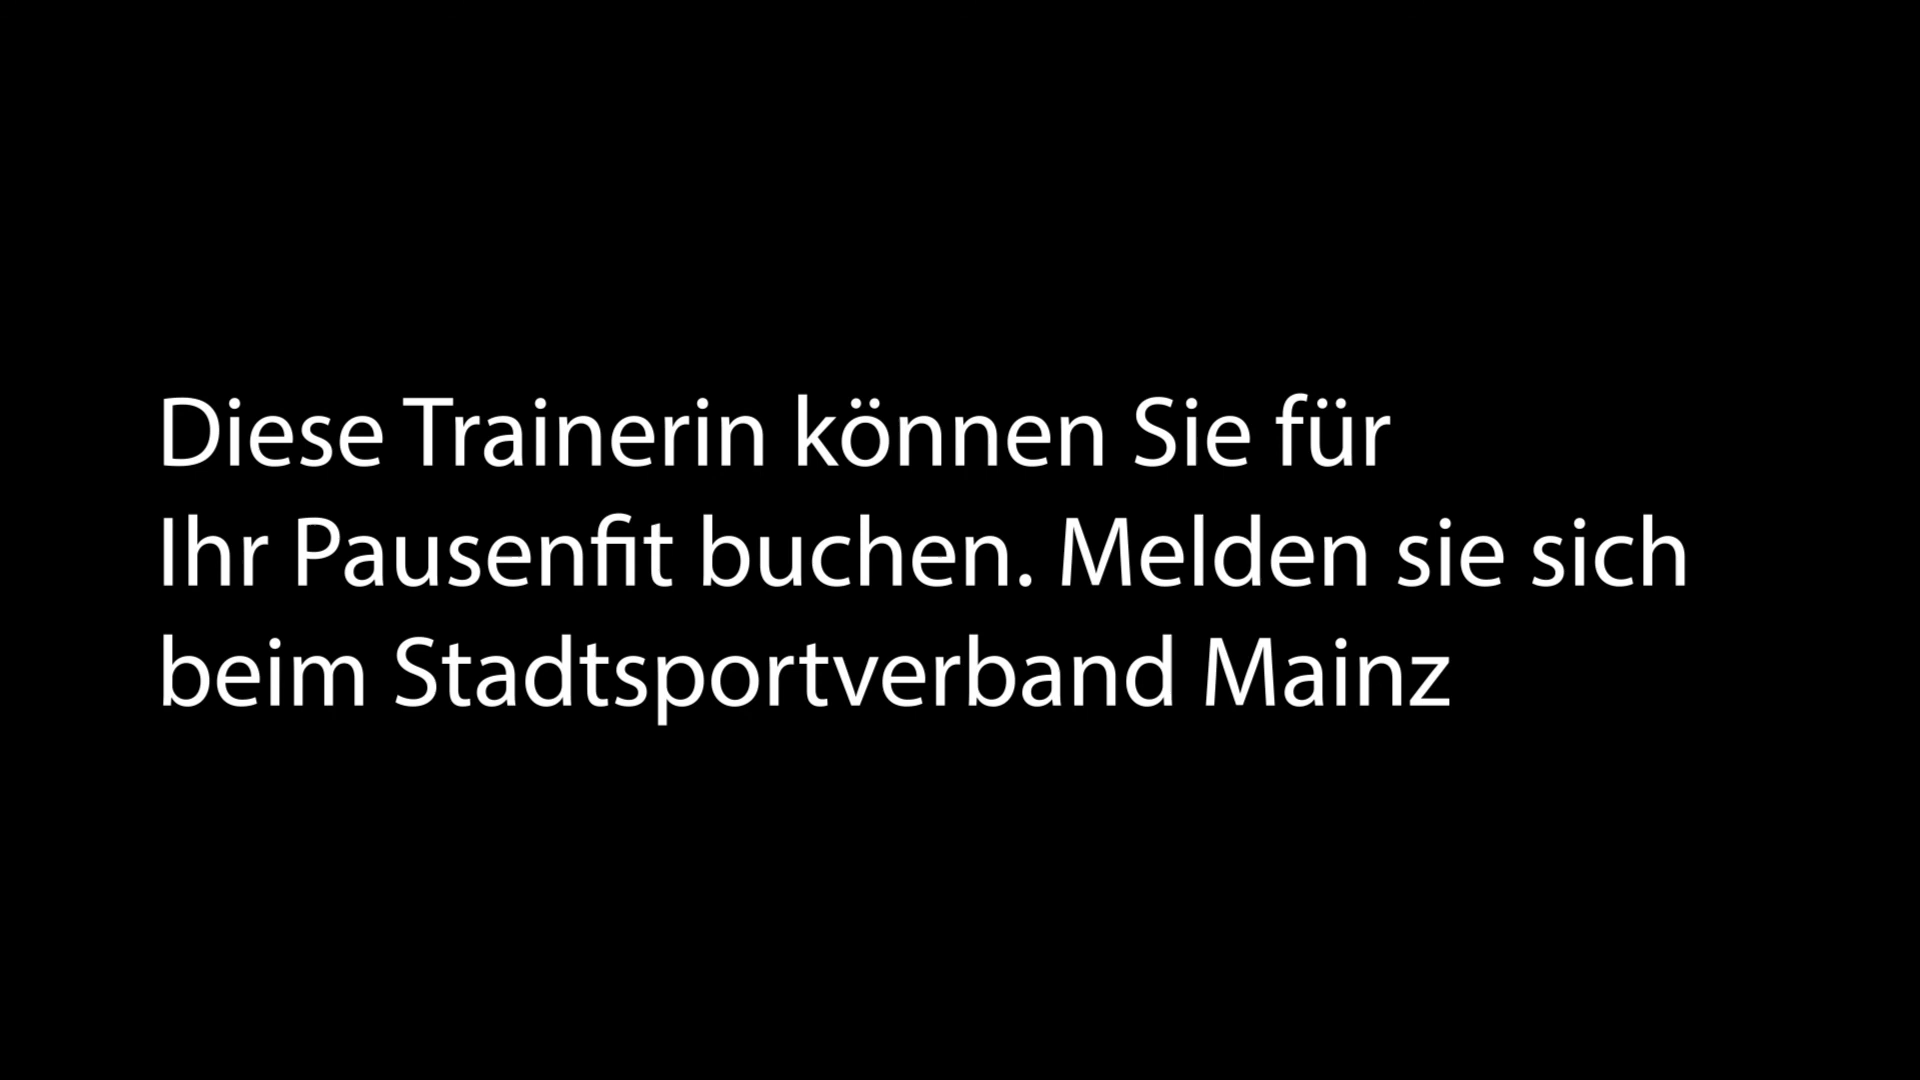 Diese Trainerin können Sie für
Ihr Pausenfit buchen. Melden sie sich
beim Stadtsportverband Mainz